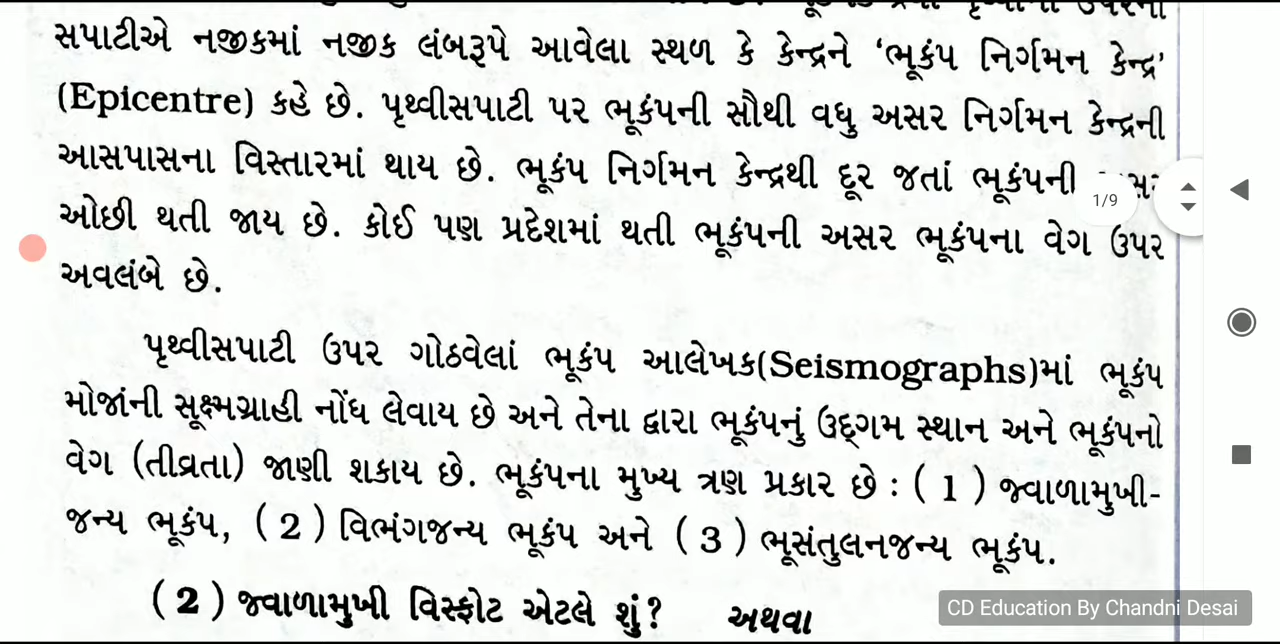 સપાટીએ નજીકમાં નજીક લંબરૂપે આવેલા સ્થળ કે કેન્દ્રને ‘ભૂકંપ નિર્ગમન કેન્દ્ર’
(Epicentre) કહે છે. પૃથ્વીસપાટી પર ભૂકંપની સૌથી વધુ અસર નિર્ગમન કેન્દ્રની
આસપાસના વિસ્તારમાં થાય છે. ભૂકંપ નિર્ગમન કેન્દ્રથી દૂર જતાં ભૂકંપની
1/9
ઓછી થતી જાય છે. કોઈ પણ પ્રદેશમાં થતી ભૂકંપની અસર ભૂકંપના વેગ ઉપર
અવલંબે છે.
પૃથ્વીસપાટી ઉપર ગોઠવેલાં ભૂકંપ આલેખક(Seismographs)માં ભૂકંપ
મોજાંની સૂક્ષ્મગ્રાહી નોંધ લેવાય છે અને તેના દ્વારા ભૂકંપનું ઉદ્ગમ સ્થાન અને ભૂકંપનો
વેગ (તીવ્રતા) જાણી શકાય છે. ભૂકંપના મુખ્ય ત્રણ પ્રકાર છે : ( 1 ) જ્વાળામુખી-
જન્ય ભૂકંપ, ( 2 ) વિભંગજન્ય ભૂકંપ અને ( 3 ) ભૂસંતુલનજન્ય ભૂકંપ.
( 2 ) જ્વાળામુખી વિસ્ફોટ એટલે શું? અથવા
CD Education By Chandni Desai